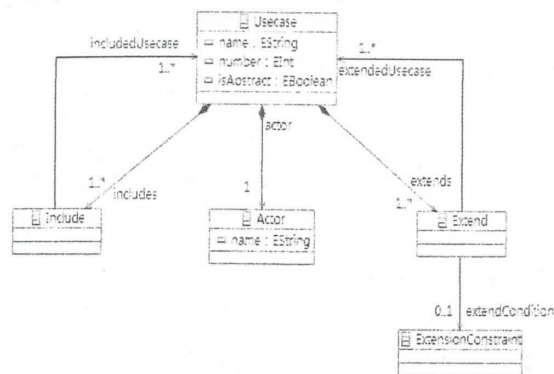 Usecase
name : EString
number : EInt
isAbstract : EBoolean
includedUsecase
1..*
1..*
extendedUsecase
actor
1..*
includes
1
extends
1..*
Include
Actor
name : EString
Extend
0..1
extendCondition
ExtensionConstraint